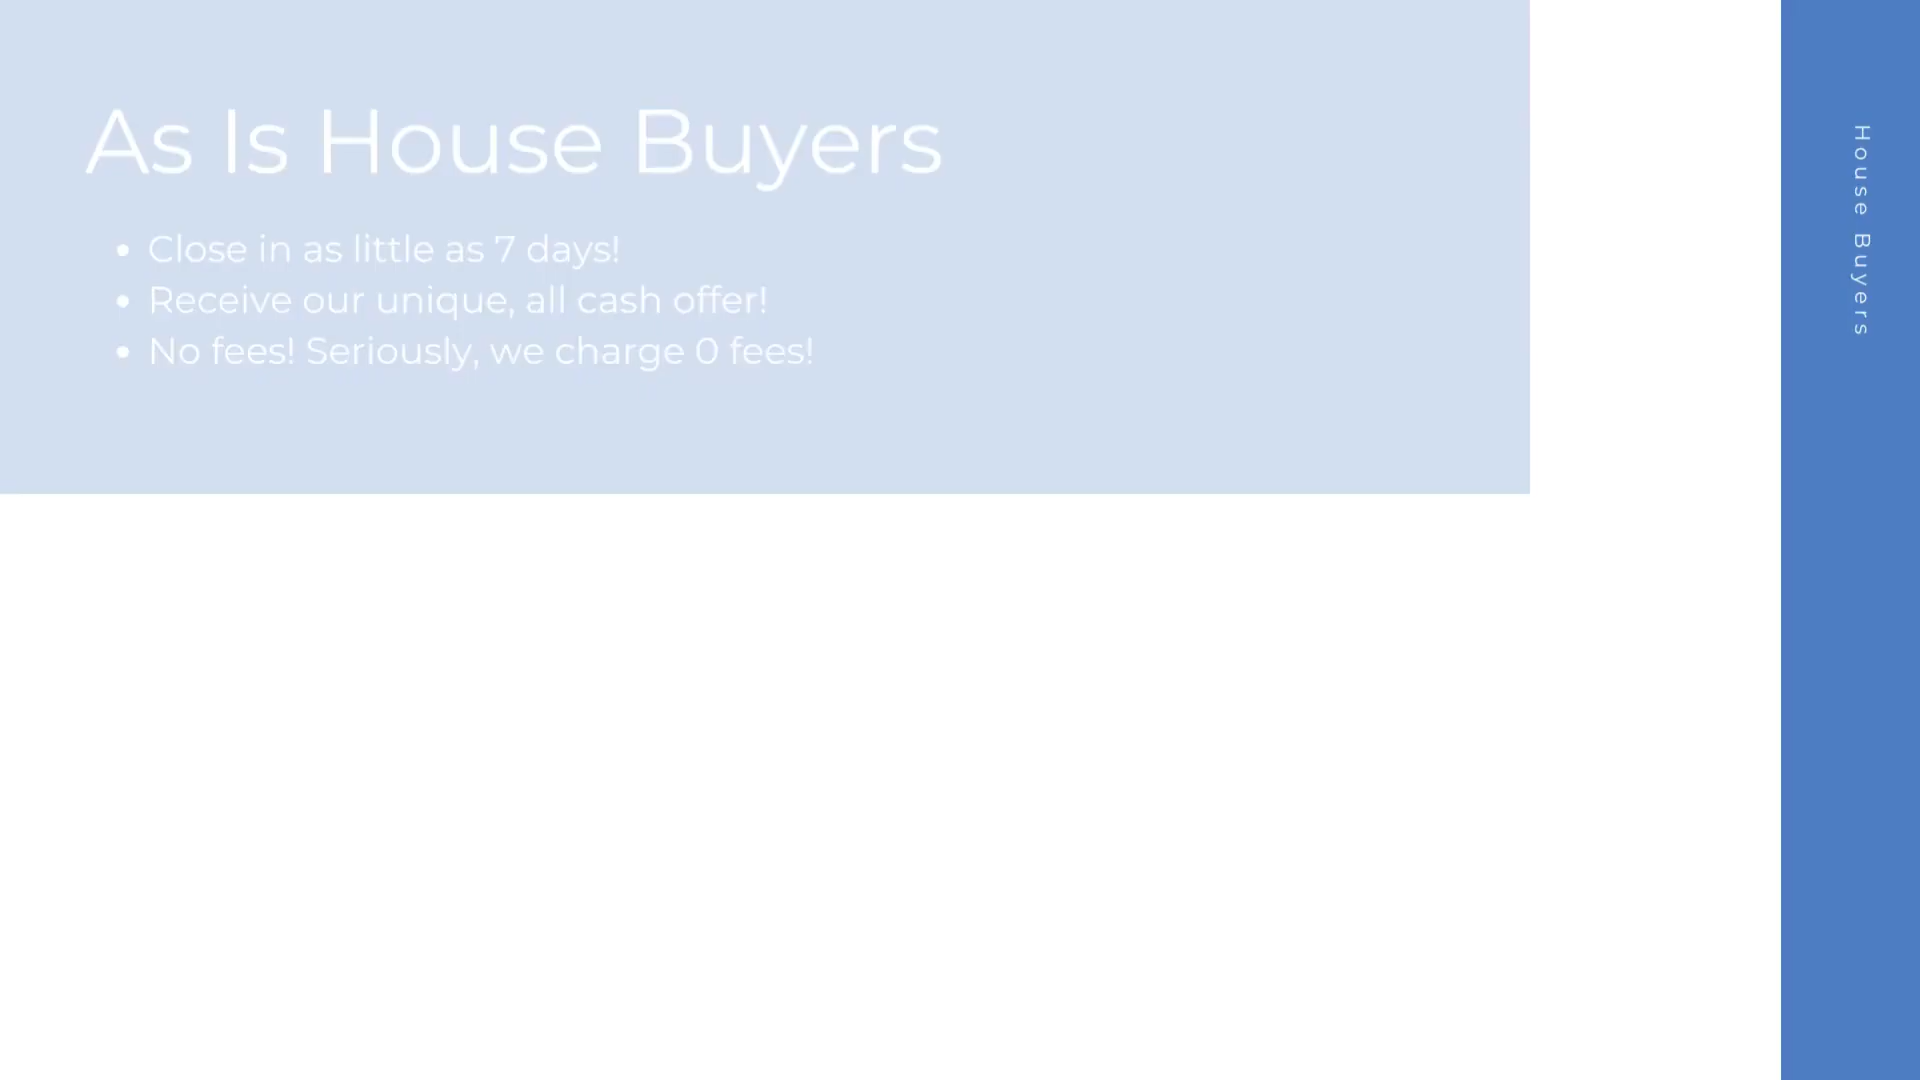 As Is House Buyers
• Close in as little as 7 days!
• Receive our unique, all cash offer!
• No fees! Seriously, we charge 0 fees!
House Buyers